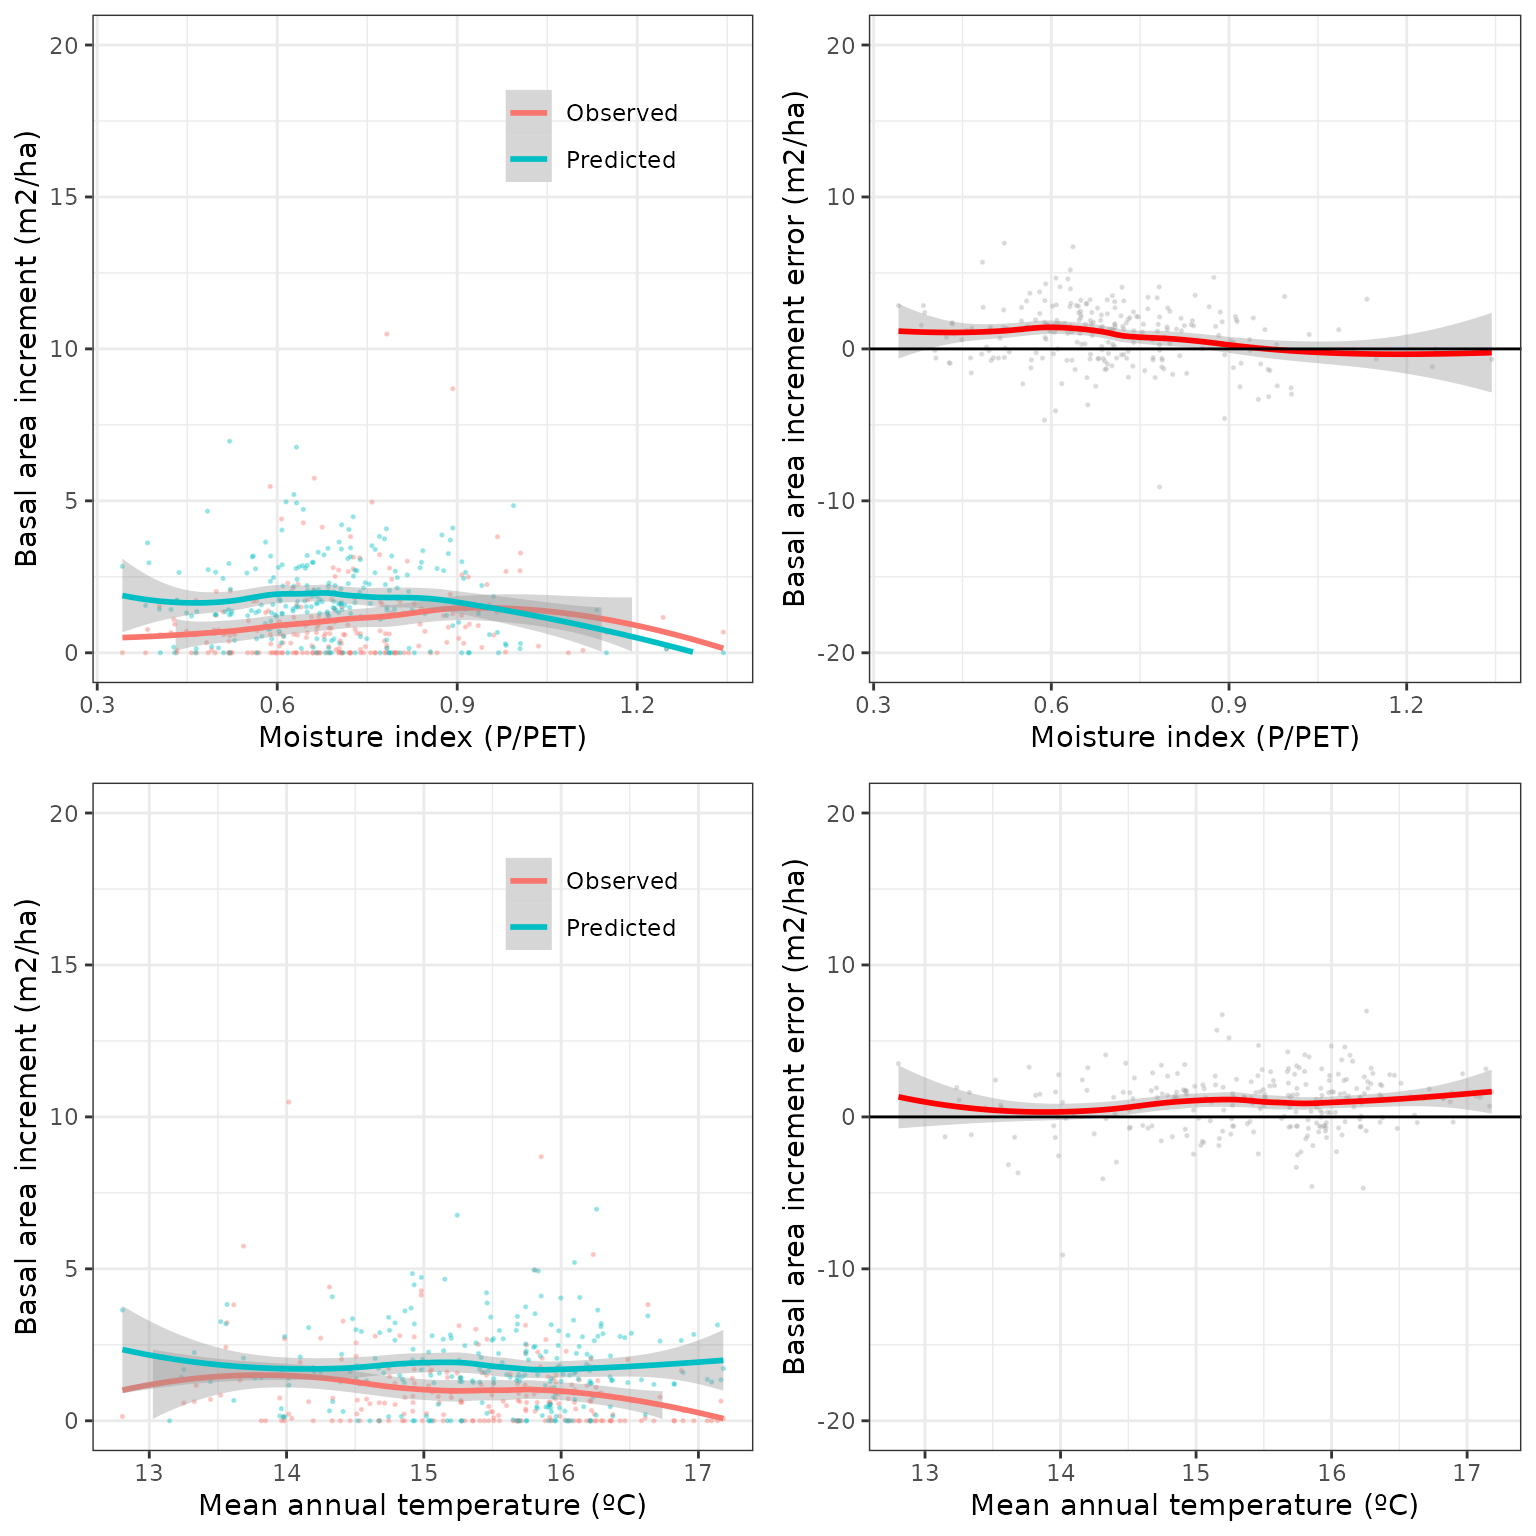 Basal area increment (m2/ha)
20
15
10
5
0
Observed
Predicted
0.3 0.6 0.9 1.2
Moisture index (P/PET)
Basal area increment error (m2/ha)
20
10
0
-10
-20
0.3 0.6 0.9 1.2
Moisture index (P/PET)
Basal area increment (m2/ha)
20
15
10
5
0
Observed
Predicted
13 14 15 16 17
Mean annual temperature (ºC)
Basal area increment error (m2/ha)
20
10
0
-10
-20
13 14 15 16 17
Mean annual temperature (ºC)